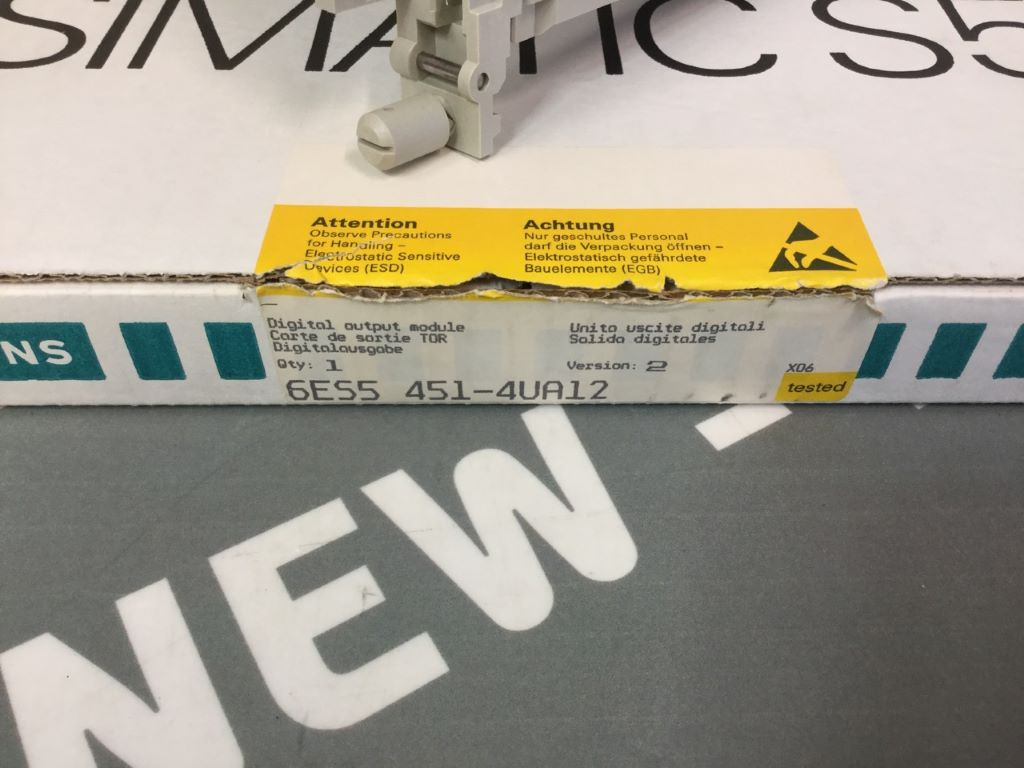 SIMATIC S5
Attention
Observe Precautions
for Handling –
Electrostatic Sensitive
Devices (ESD)
Achtung
Nur geschultes Personal
darf die Verpackung öffnen –
Elektrostatisch gefährdete
Bauelemente (EGB)
NS
Digital output module
Carte de sortie TOR
Digitalausgabe
Unita uscite digitali
Salida digitales
Qty: 1
Version: 2
X06
6ES5 451-4UA12
tested
NEW